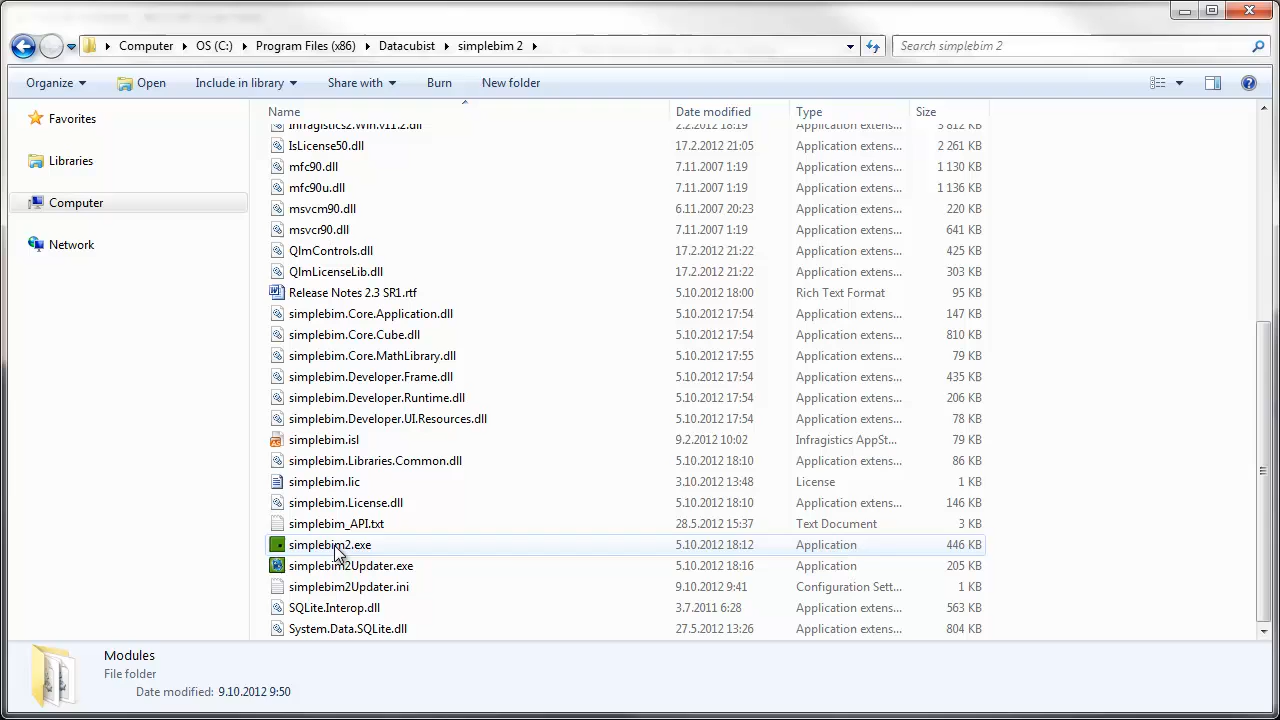 Computer OS (C:) Program Files (x86) Datacubist simplebim 2 Search simplebim 2
Organize Open Include in library Share with Burn New folder
Name Date modified Type Size
Favorites
Libraries
Computer
Network
Infragistics2.Win.v11.2.dll 2.2.2012 18:19 Application extens... 3 812 KB
IsLicense50.dll 17.2.2012 21:05 Application extens... 2 261 KB
mfc90.dll 7.11.2007 1:19 Application extens... 1 130 KB
mfc90u.dll 7.11.2007 1:19 Application extens... 1 136 KB
msvcm90.dll 6.11.2007 20:23 Application extens... 220 KB
msvcr90.dll 7.11.2007 1:19 Application extens... 641 KB
QlmControls.dll 17.2.2012 21:22 Application extens... 425 KB
QlmLicenseLib.dll 17.2.2012 21:22 Application extens... 303 KB
Release Notes 2.3 SR1.rtf 5.10.2012 18:00 Rich Text Format 95 KB
simplebim.Core.Application.dll 5.10.2012 17:54 Application extens... 147 KB
simplebim.Core.Cube.dll 5.10.2012 17:54 Application extens... 810 KB
simplebim.Core.MathLibrary.dll 5.10.2012 17:55 Application extens... 79 KB
simplebim.Developer.Frame.dll 5.10.2012 17:54 Application extens... 435 KB
simplebim.Developer.Runtime.dll 5.10.2012 17:54 Application extens... 206 KB
simplebim.Developer.UI.Resources.dll 5.10.2012 17:54 Application extens... 78 KB
simplebim.isl 9.2.2012 10:02 Infragistics AppSt... 79 KB
simplebim.Libraries.Common.dll 5.10.2012 18:10 Application extens... 86 KB
simplebim.lic 3.10.2012 13:48 License 1 KB
simplebim.License.dll 5.10.2012 18:10 Application extens... 146 KB
simplebim_API.txt 28.5.2012 15:37 Text Document 3 KB
simplebim2.exe 5.10.2012 18:12 Application 446 KB
simplebim2Updater.exe 5.10.2012 18:16 Application 205 KB
simplebim2Updater.ini 9.10.2012 9:41 Configuration Sett... 1 KB
SQLite.Interop.dll 3.7.2011 6:28 Application extens... 563 KB
System.Data.SQLite.dll 27.5.2012 13:26 Application extens... 804 KB
Modules
File folder
Date modified: 9.10.2012 9:50